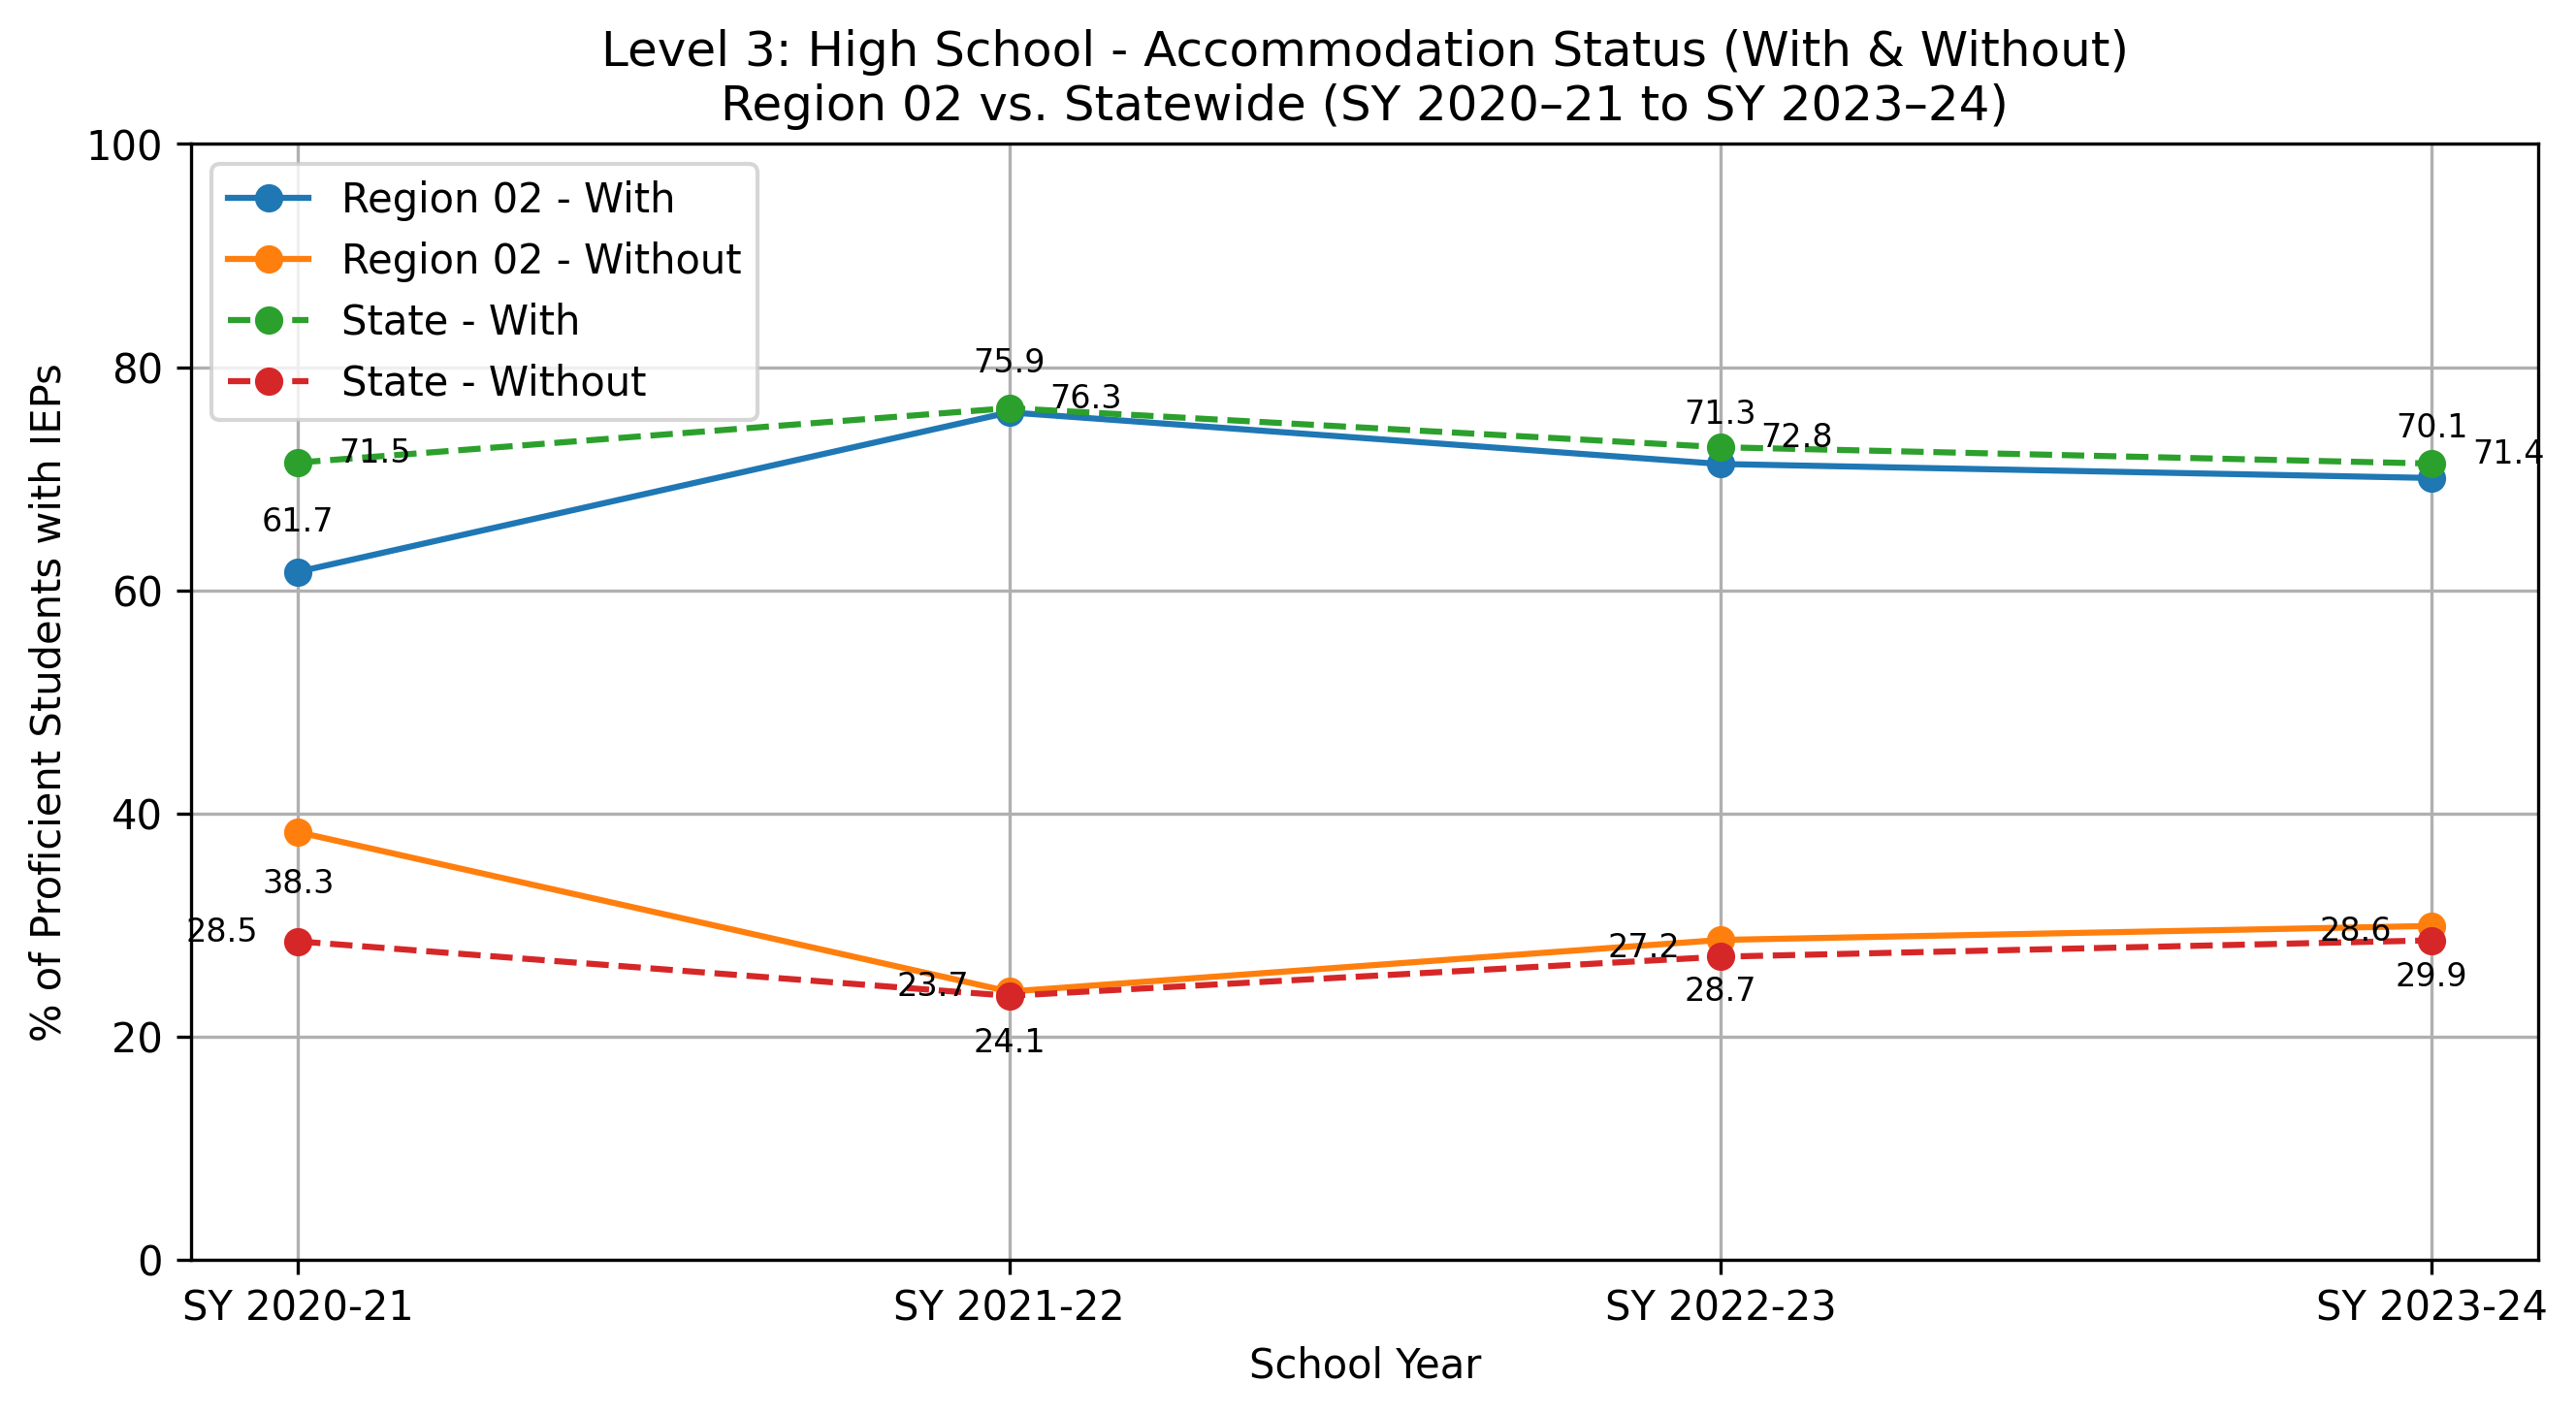 Level 3: High School - Accommodation Status (With & Without)
Region 02 vs. Statewide (SY 2020–21 to SY 2023–24)
% of Proficient Students with IEPs
100
80
60
40
20
0
Region 02 - With
Region 02 - Without
State - With
State - Without
71.5
61.7
38.3
28.5
75.9
76.3
23.7
24.1
71.3
72.8
27.2
28.7
70.1
71.4
28.6
29.9
SY 2020-21
SY 2021-22
SY 2022-23
SY 2023-24
School Year